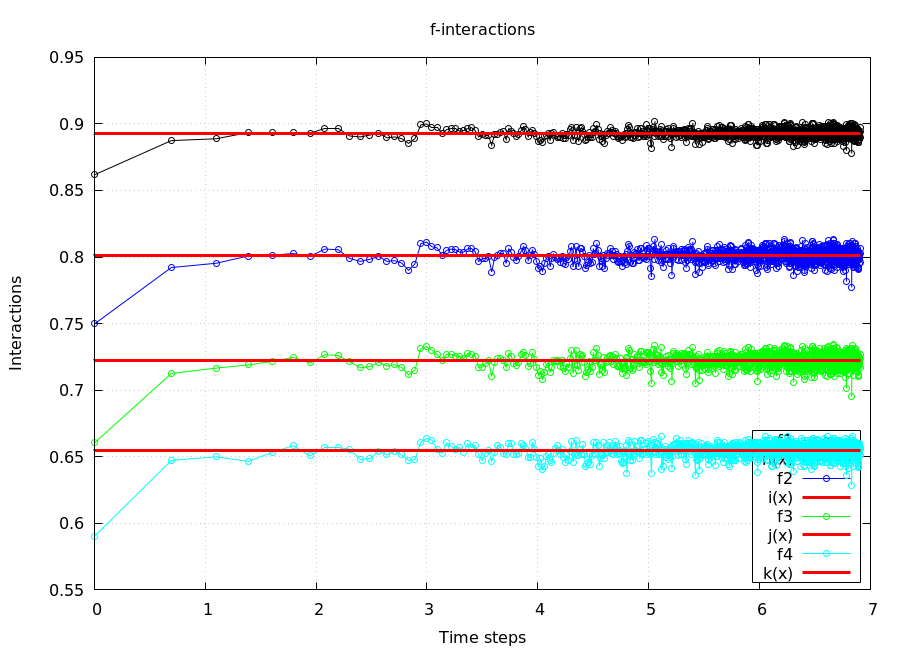 f-interactions
0.95
0.9
0.85
0.8
0.75
0.7
0.65
0.6
0.55
Interactions
f2
i(x)
f3
j(x)
f4
k(x)
0 1 2 3 4 5 6 7
Time steps